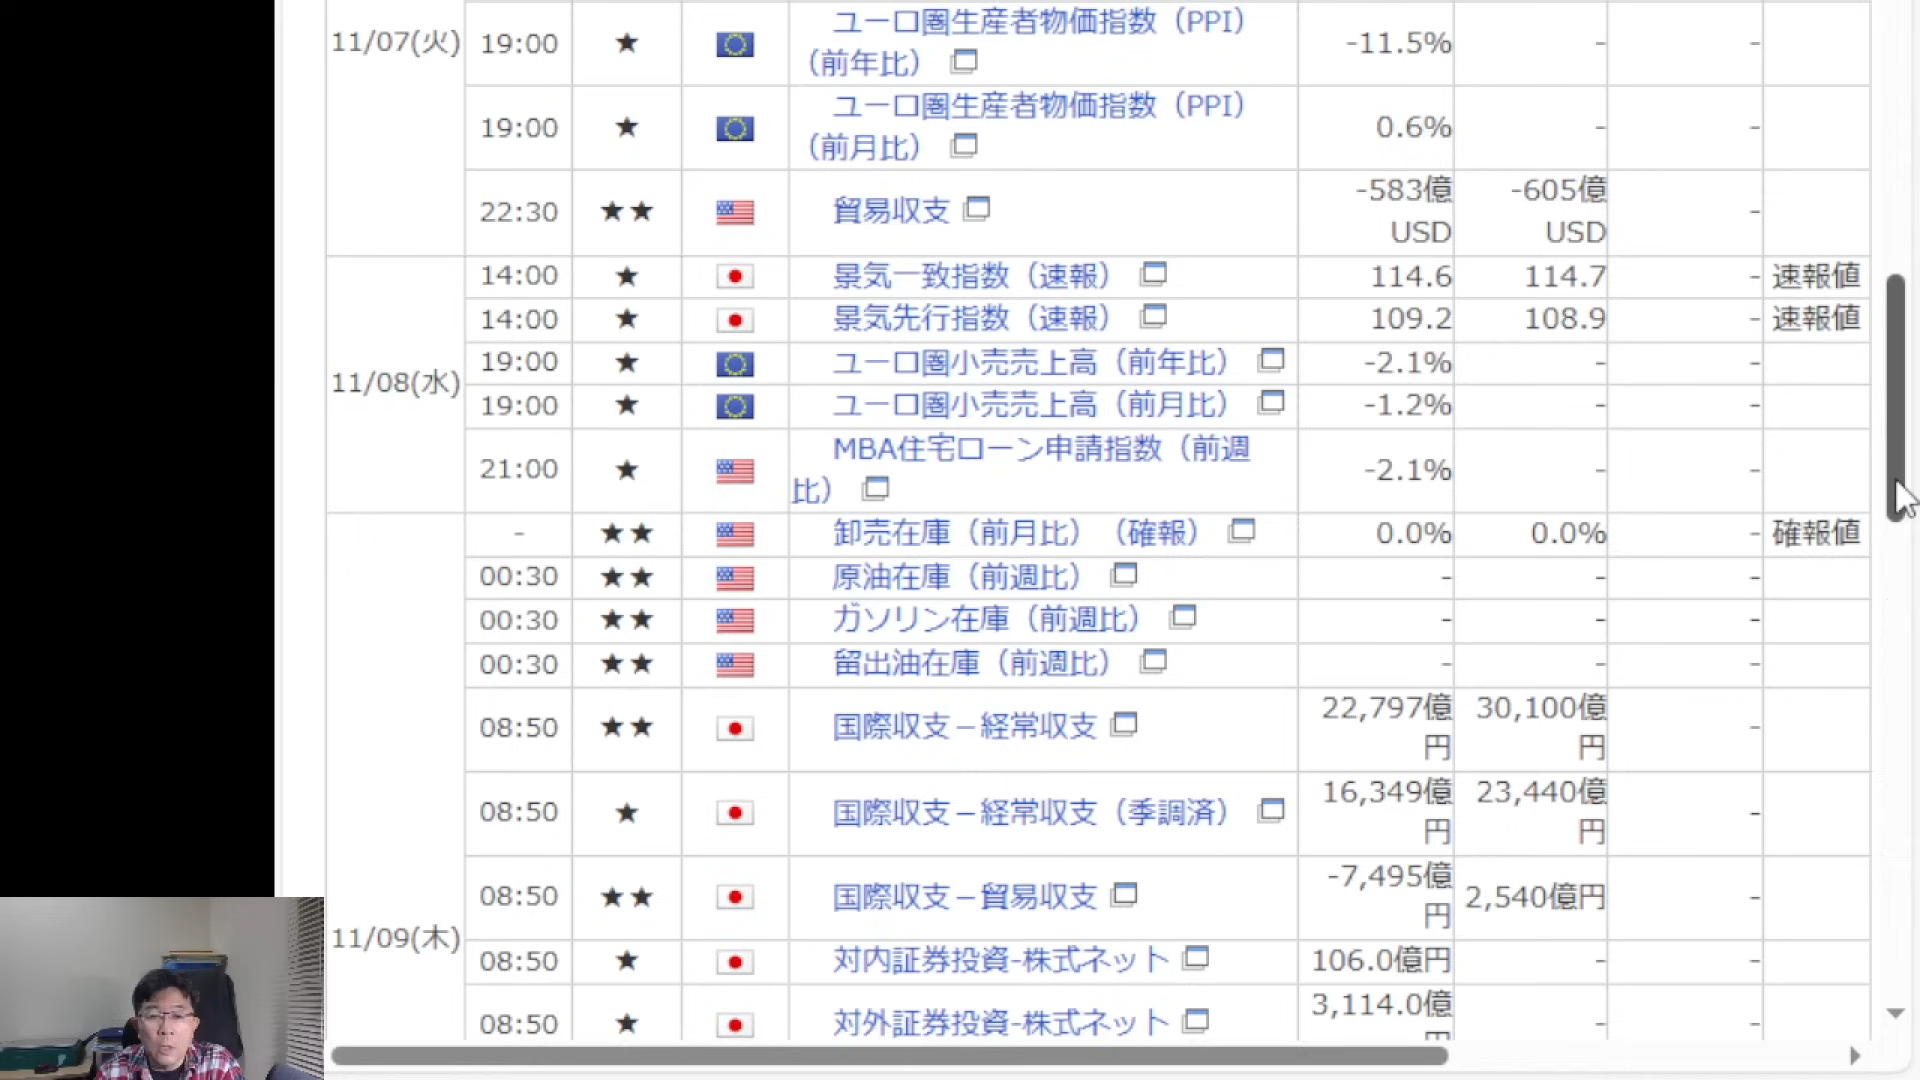 11/07(火)
19:00 ★ ユーロ圏生産者物価指数（PPI） -11.5% - -
（前年比）
19:00 ★ ユーロ圏生産者物価指数（PPI） 0.6% - -
（前月比）
22:30 ★★ 貿易収支 -583億USD -605億USD -
11/08(水)
14:00 ★ 景気一致指数（速報） 114.6 114.7 - 速報値
14:00 ★ 景気先行指数（速報） 109.2 108.9 - 速報値
19:00 ★ ユーロ圏小売売上高（前年比） -2.1% - -
19:00 ★ ユーロ圏小売売上高（前月比） -1.2% - -
21:00 ★ MBA住宅ローン申請指数（前週 -2.1% - -
比）
11/09(木)
- ★★ 卸売在庫（前月比）（確報） 0.0% 0.0% - 確報値
00:30 ★★ 原油在庫（前週比） - - -
00:30 ★★ ガソリン在庫（前週比） - - -
00:30 ★★ 留出油在庫（前週比） - - -
08:50 ★★ 国際収支－経常収支 22,797億円 30,100億円 -
08:50 ★ 国際収支－経常収支（季調済） 16,349億円 23,440億円 -
08:50 ★★ 国際収支－貿易収支 -7,495億円 2,540億円 -
08:50 ★ 対内証券投資-株式ネット 106.0億円 - -
08:50 ★ 対外証券投資-株式ネット 3,114.0億円 - -